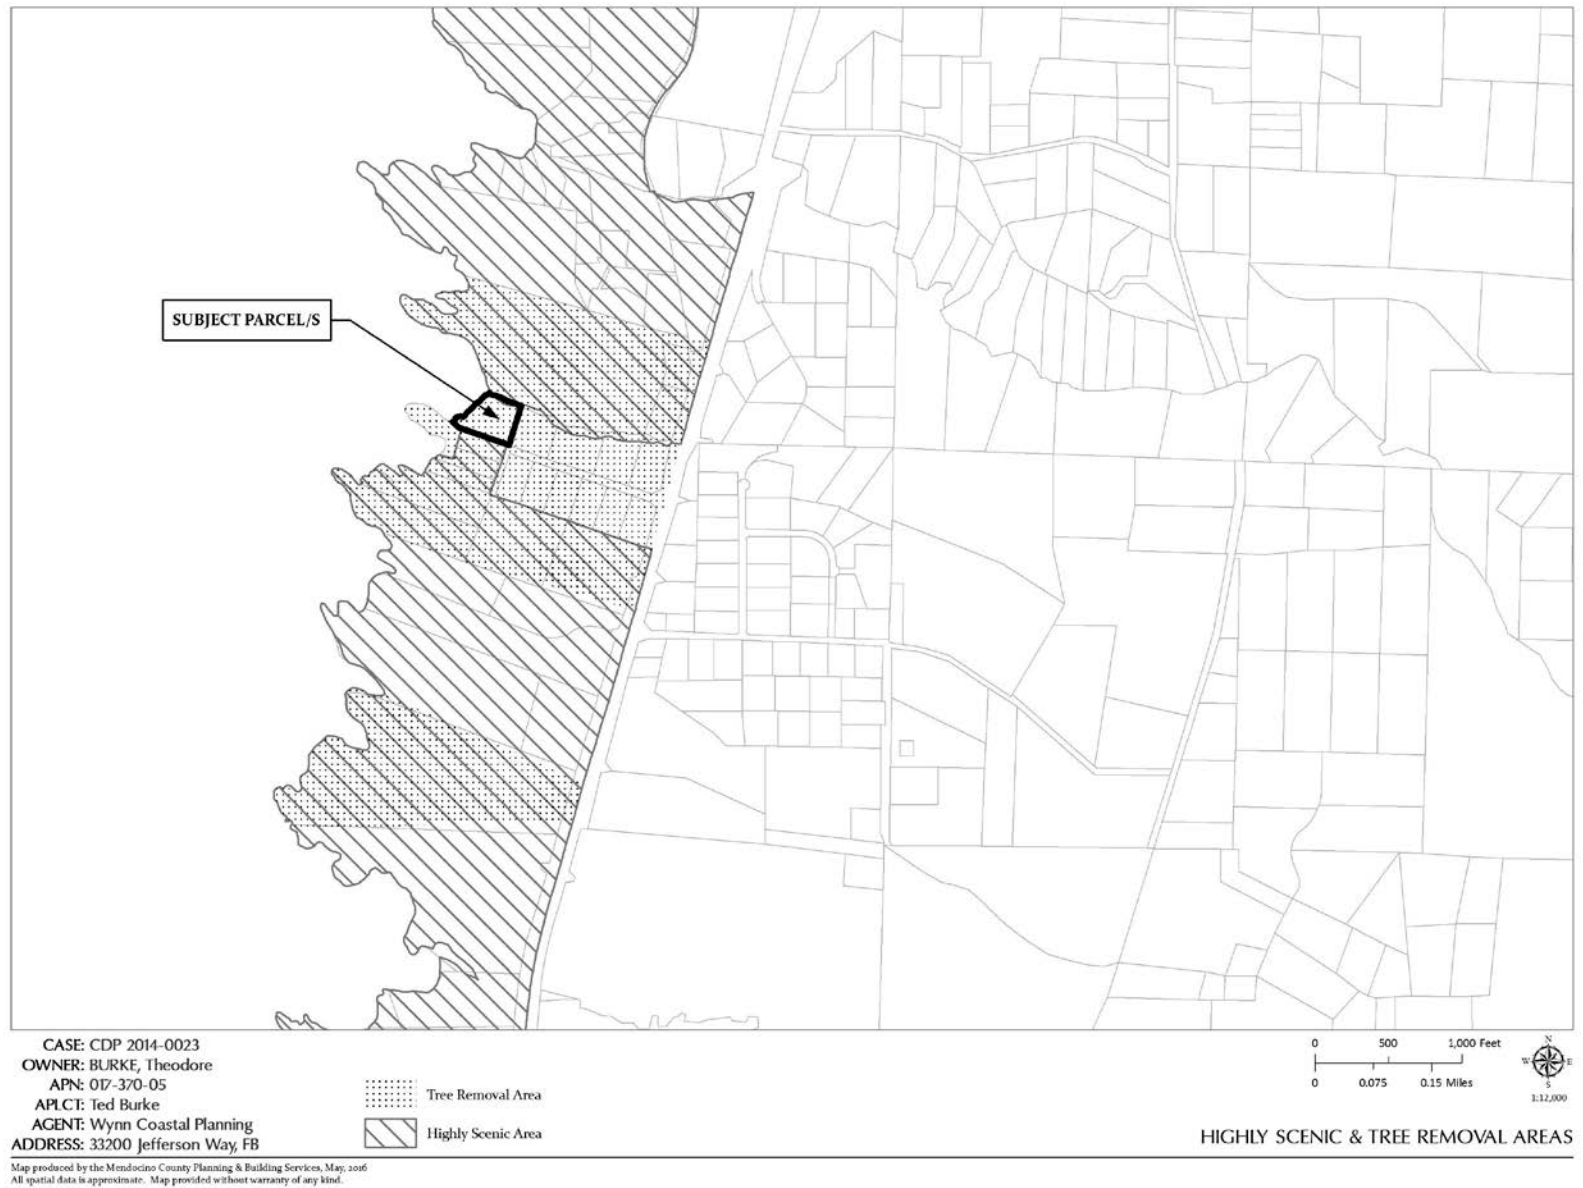 SUBJECT PARCEL/S
CASE: CDP 2014-0023
OWNER: BURKE, Theodore
APN: 017-370-05
APLCT: Ted Burke
AGENT: Wynn Coastal Planning
ADDRESS: 33200 Jefferson Way, FB
Tree Removal Area
Highly Scenic Area
0 500 1,000 Feet
0 0.075 0.15 Miles
N
W E
S
1:12,000
HIGHLY SCENIC & TREE REMOVAL AREAS
Map produced by the Mendocino County Planning & Building Services, May, 2016
All spatial data is approximate. Map provided without warranty of any kind.